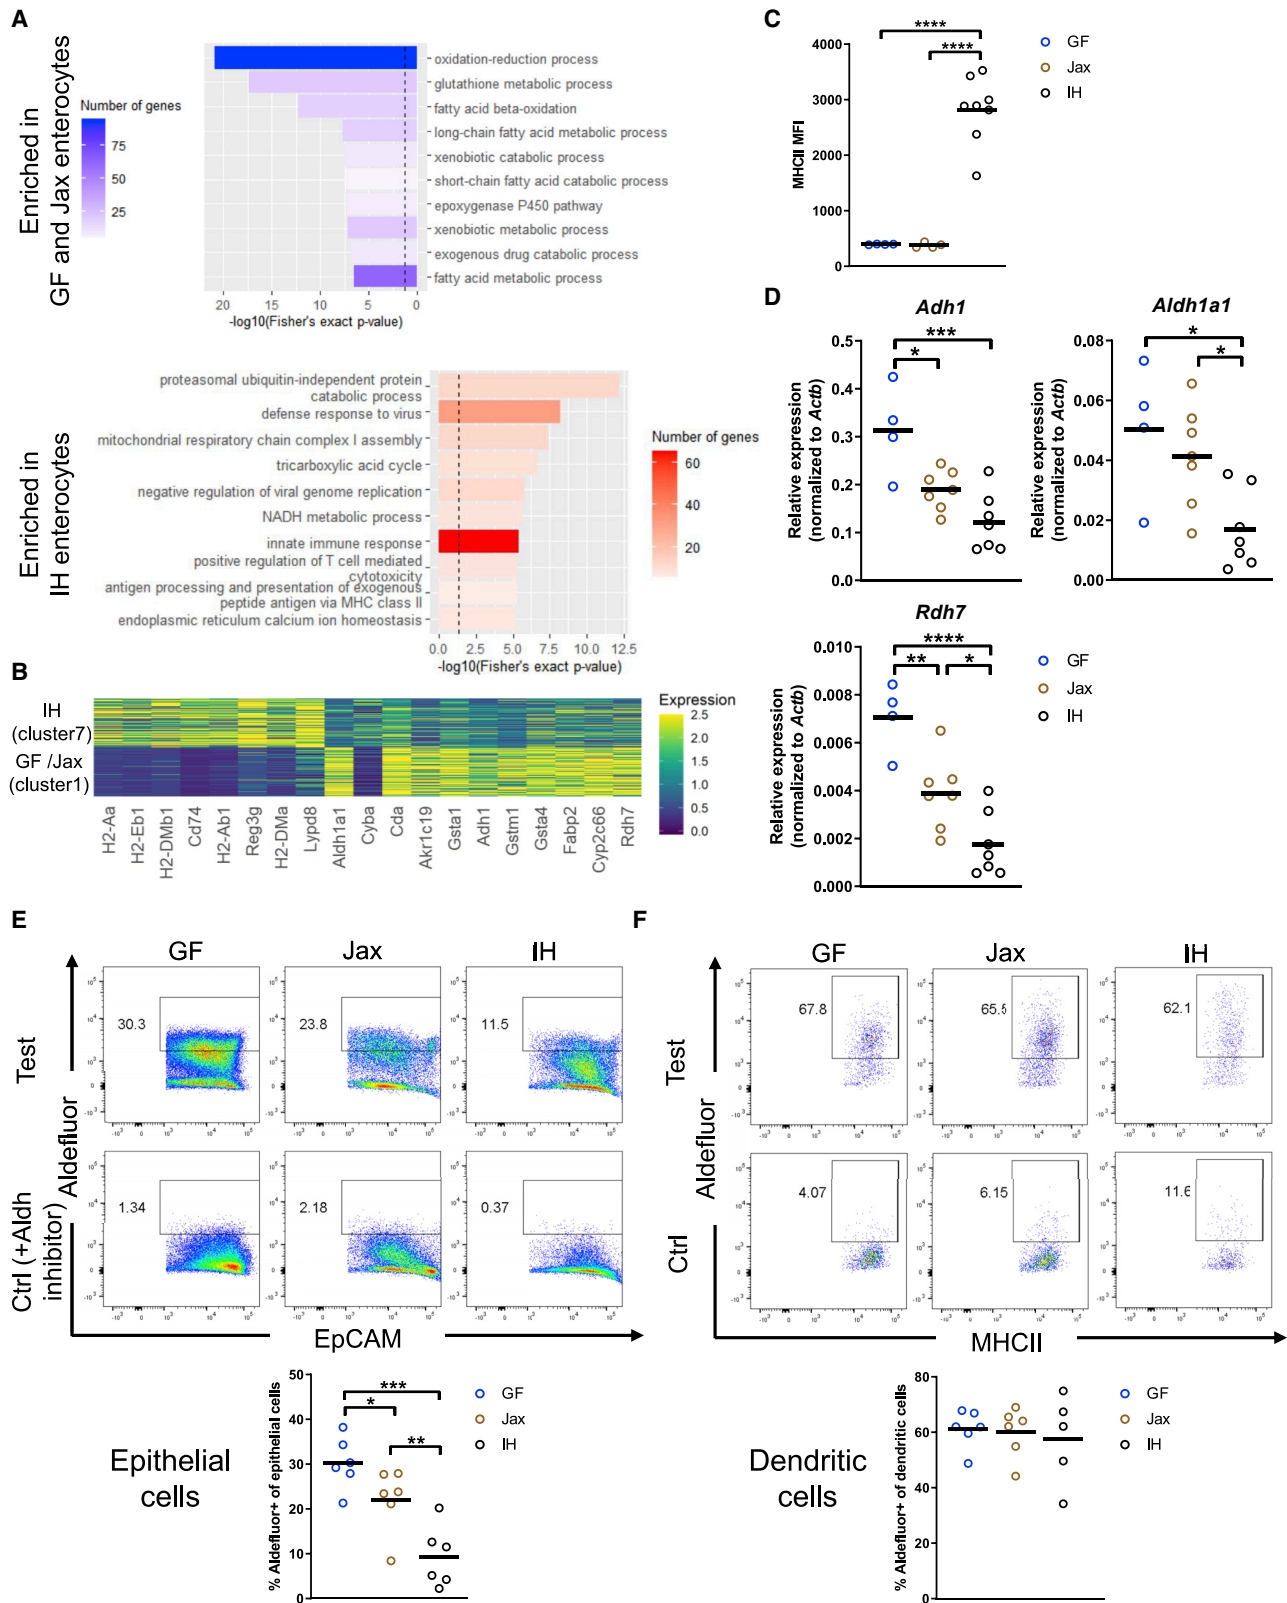 A
Enriched in
GF and Jax enterocytes
Number of genes
75
50
25
oxidation-reduction process
glutathione metabolic process
fatty acid beta-oxidation
long-chain fatty acid metabolic process
xenobiotic catabolic process
short-chain fatty acid catabolic process
epoxygenase P450 pathway
xenobiotic metabolic process
exogenous drug catabolic process
fatty acid metabolic process
20 15 10 5 0
-log10(Fisher's exact p-value)
Enriched in
IH enterocytes
proteasomal ubiquitin-independent protein
catabolic process
defense response to virus
mitochondrial respiratory chain complex I assembly
tricarboxylic acid cycle
negative regulation of viral genome replication
NADH metabolic process
innate immune response
positive regulation of T cell mediated
cytotoxicity
antigen processing and presentation of exogenous
peptide antigen via MHC class II
endoplasmic reticulum calcium ion homeostasis
0.0 2.5 5.0 7.5 10.0 12.5
-log10(Fisher's exact p-value)
Number of genes
60
40
20
B
IH
(cluster7)
GF /Jax
(cluster1)
H2-Aa
H2-Eb1
H2-DMb1
Cd74
H2-Ab1
Reg3g
H2-DMa
Lypd8
Aldh1a1
Cyba
Cda
Akr1c19
Gsta1
Adh1
Gstm1
Gsta4
Fabp2
Cyp2c66
Rdh7
Expression
2.5
2.0
1.5
1.0
0.5
0.0
C
MHCII MFI
4000
3000
2000
1000
0
****
****
GF
Jax
IH
D
Adh1
Relative expression
(normalized to Actb)
0.5
0.4
0.3
0.2
0.1
0.0
***
*
Aldh1a1
Relative expression
(normalized to Actb)
0.08
0.06
0.04
0.02
0.00
*
*
Rdh7
Relative expression
(normalized to Actb)
0.010
0.008
0.006
0.004
0.002
0.000
****
** *
GF
Jax
IH
E
GF Jax IH
Test
Aldefluor
30.3 23.8 11.5
Ctrl (+Aldh
inhibitor)
1.34 2.18 0.37
EpCAM
Epithelial
cells
% Aldefluor+ of epithelial cells
50
40
30
20
10
0
***
*
**
GF
Jax
IH
F
GF Jax IH
Test
Aldefluor
67.8 65.5 62.1
Ctrl
4.07 6.15 11.6
MHCII
Dendritic
cells
% Aldefluor+ of dendritic cells
80
60
40
20
0
GF
Jax
IH